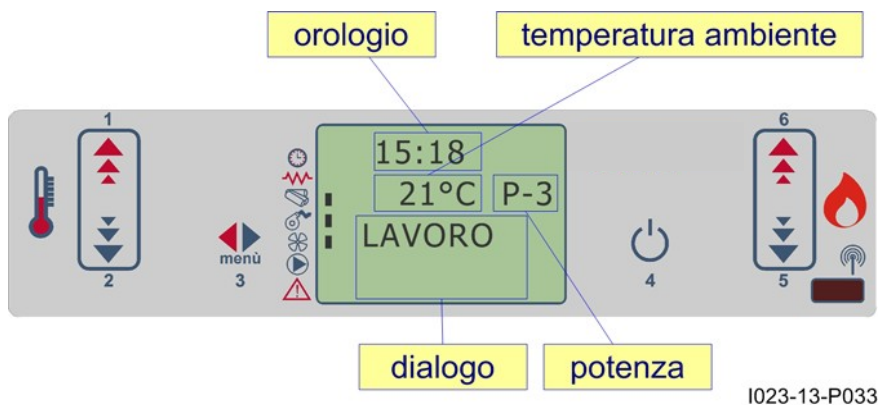 orologio
temperatura ambiente
1
6
15:18
21°C
P-3
LAVORO
menù
3
4
2
5
dialogo
potenza
I023-13-P033